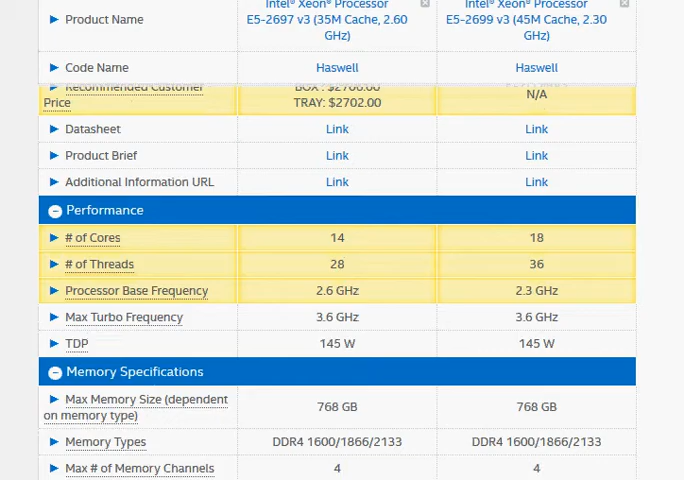 Intel® Xeon® Processor Intel® Xeon® Processor
Product Name E5-2697 v3 (35M Cache, 2.60 E5-2699 v3 (45M Cache, 2.30
GHz) GHz)
Code Name Haswell Haswell
Recommended Customer BOX : $2706.00
Price TRAY: $2702.00 N/A
Datasheet Link Link
Product Brief Link Link
Additional Information URL Link Link
Performance
# of Cores 14 18
# of Threads 28 36
Processor Base Frequency 2.6 GHz 2.3 GHz
Max Turbo Frequency 3.6 GHz 3.6 GHz
TDP 145 W 145 W
Memory Specifications
Max Memory Size (dependent
on memory type) 768 GB 768 GB
Memory Types DDR4 1600/1866/2133 DDR4 1600/1866/2133
Max # of Memory Channels 4 4